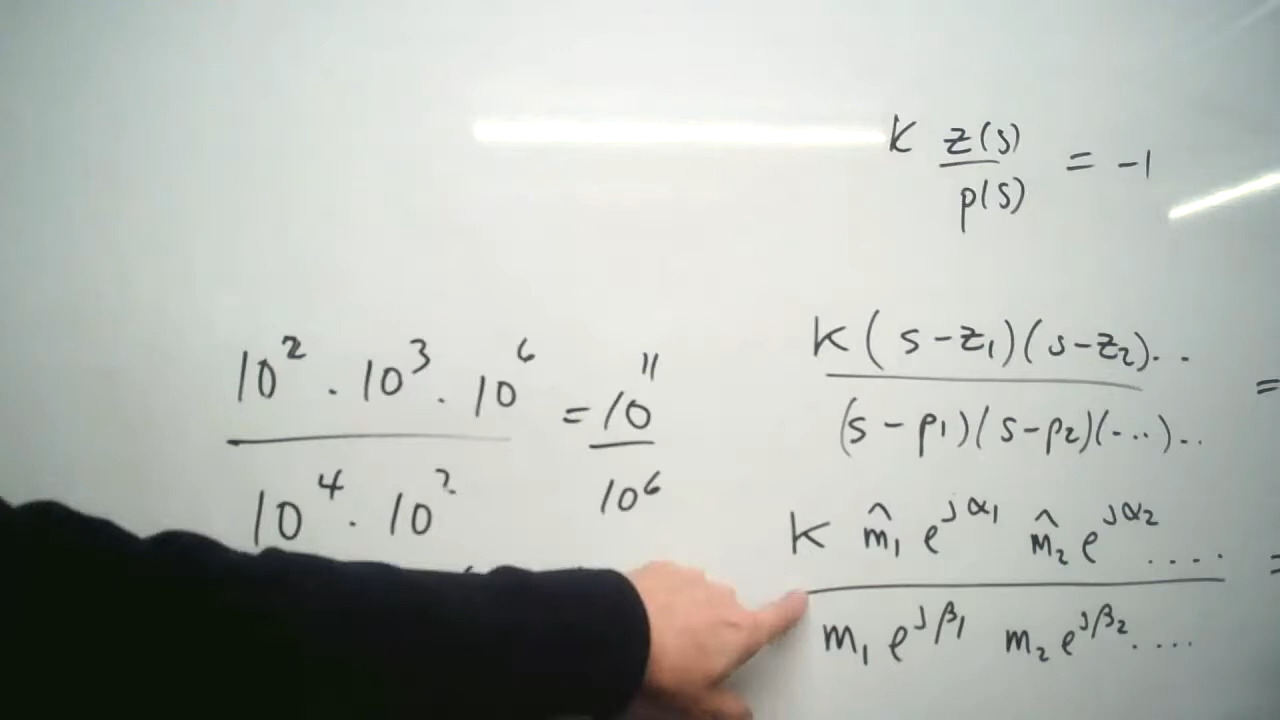 K z(s)
= -1
p(s)
10² . 10³ . 10⁶
= 10¹¹
10⁴ . 10²
10⁶
K(s-z₁)(s-z₂)..
=
(s-p₁)(s-p₂)(...)..
K m̂₁ e^jα₁ m̂₂ e^jα₂ ....
=
m₁ e^jβ₁ m₂ e^jβ₂ ....